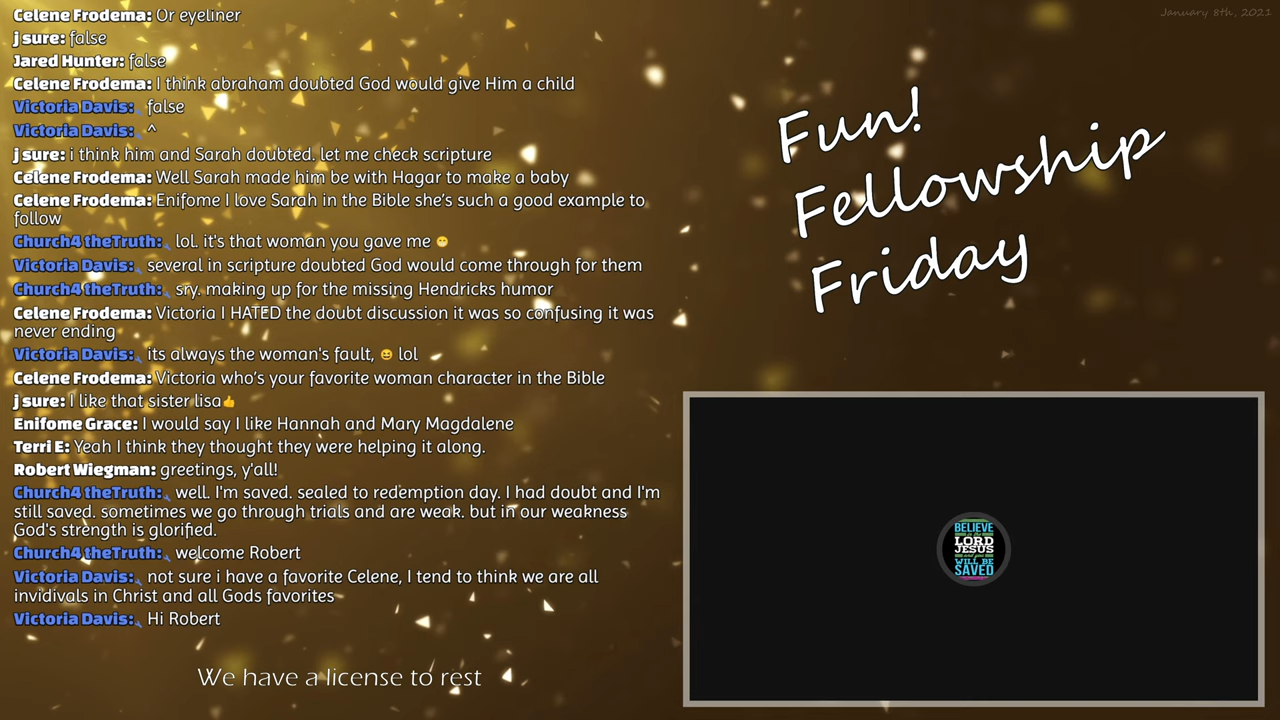 Celene Frodema: Or eyeliner
j sure: false
Jared Hunter: false
Celene Frodema: I think abraham doubted God would give Him a child
Victoria Davis: false
Victoria Davis: ^
j sure: i think him and Sarah doubted. let me check scripture
Celene Frodema: Well Sarah made him be with Hagar to make a baby
Celene Frodema: Enifome I love Sarah in the Bible she's such a good example to
follow
Church4theTruth: lol. it's that woman you gave me 😁
Victoria Davis: several in scripture doubted God would come through for them
Church4theTruth: sry. making up for the missing Hendricks humor
Celene Frodema: Victoria I HATED the doubt discussion it was so confusing it was
never ending
Victoria Davis: its always the woman's fault, 😆 lol
Celene Frodema: Victoria who's your favorite woman character in the Bible
j sure: I like that sister lisa👍
Enifome Grace: I would say I like Hannah and Mary Magdalene
Terri E: Yeah I think they thought they were helping it along.
Robert Wiegman: greetings, y'all!
Church4theTruth: well. I'm saved. sealed to redemption day. I had doubt and I'm
still saved. sometimes we go through trials and are weak. but in our weakness
God's strength is glorified.
Church4theTruth: welcome Robert
Victoria Davis: not sure i have a favorite Celene, I tend to think we are all
invidivals in Christ and all Gods favorites
Victoria Davis: Hi Robert
We have a license to rest
January 8th, 2021
Fun!
Fellowship
Friday
BELIEVE
LORD
JESUS
WILL BE
SAVED